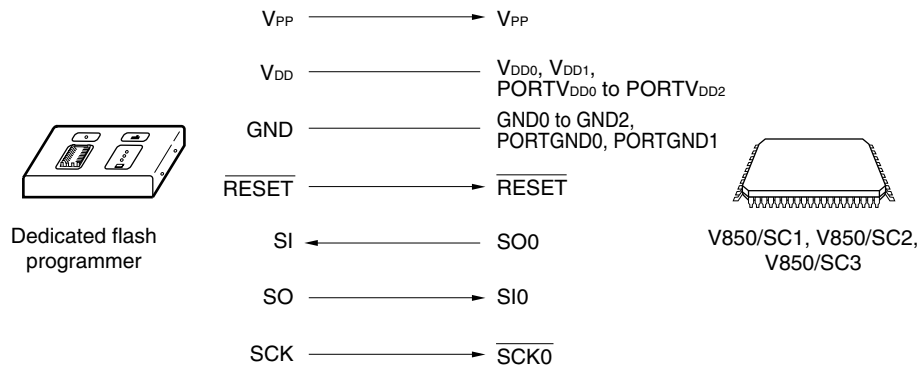 VPP VPP
VDD VDD0, VDD1,
PORTVDD0 to PORTVDD2
GND GND0 to GND2,
PORTGND0, PORTGND1
RESET RESET
Dedicated flash
programmer
SI SO0
V850/SC1, V850/SC2,
V850/SC3
SO SI0
SCK SCK0